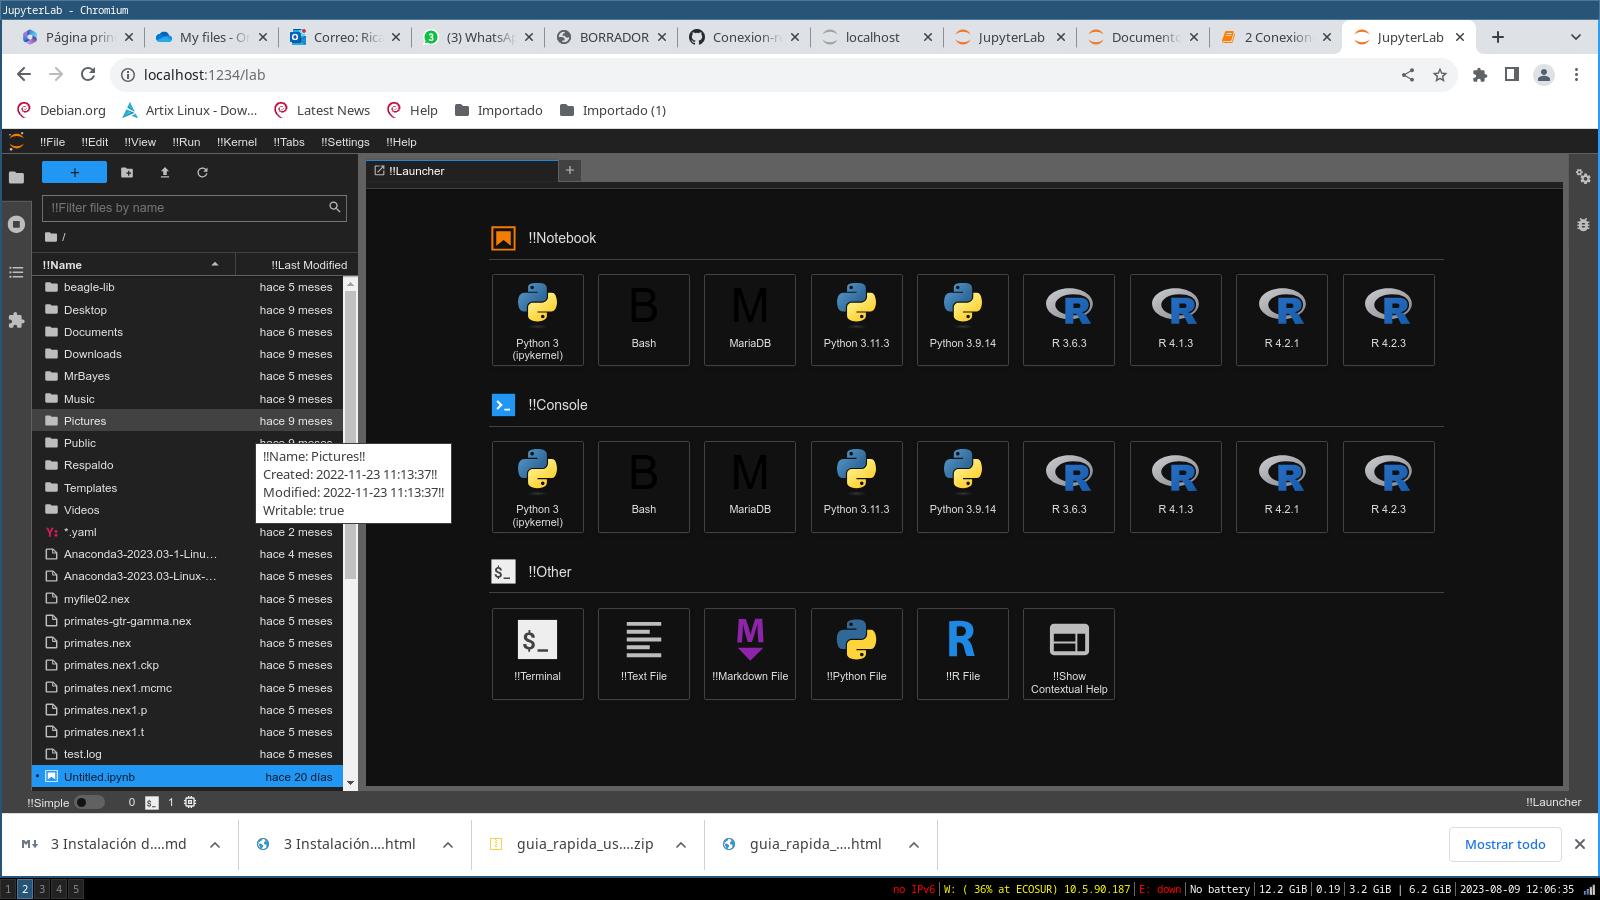 JupyterLab - Chromium
Página prin
My files - On
Correo: Rica
(3) WhatsAp
BORRADOR
Conexion-r
localhost
JupyterLab
Documento
2 Conexion
JupyterLab
localhost:1234/lab
Debian.org
Artix Linux - Dow...
Latest News
Help
Importado
Importado (1)
!!File !!Edit !!View !!Run !!Kernel !!Tabs !!Settings !!Help
!!Launcher
!!Filter files by name
/
!!Name !!Last Modified
beagle-lib hace 5 meses
Desktop hace 9 meses
Documents hace 6 meses
Downloads hace 9 meses
MrBayes hace 5 meses
Music hace 9 meses
Pictures hace 9 meses
Public hace 9 meses
Respaldo
Templates
Videos
!!Name: Pictures!!
Created: 2022-11-23 11:13:37!!
Modified: 2022-11-23 11:13:37!!
Writable: true
Y: *.yaml hace 2 meses
Anaconda3-2023.03-1-Linu... hace 4 meses
Anaconda3-2023.03-Linux-... hace 5 meses
myfile02.nex hace 5 meses
primates-gtr-gamma.nex hace 5 meses
primates.nex hace 5 meses
primates.nex1.ckp hace 5 meses
primates.nex1.mcmc hace 5 meses
primates.nex1.p hace 5 meses
primates.nex1.t hace 5 meses
test.log hace 5 meses
Untitled.ipynb hace 20 días
!!Notebook
Python 3 (ipykernel)
B
Bash
M
MariaDB
Python 3.11.3
Python 3.9.14
R 3.6.3
R 4.1.3
R 4.2.1
R 4.2.3
!!Console
Python 3 (ipykernel)
B
Bash
M
MariaDB
Python 3.11.3
Python 3.9.14
R 3.6.3
R 4.1.3
R 4.2.1
R 4.2.3
$_ !!Other
$_
!!Terminal
!!Text File
M
!!Markdown File
!!Python File
R
!!R File
!!Show Contextual Help
!!Simple 0 $_ 1
!!Launcher
3 Instalación d....md
3 Instalación....html
guia_rapida_us....zip
guia_rapida_....html
Mostrar todo
1 2 3 4 5
no IPv6 | W: ( 36% at ECOSUR) 10.5.90.187 | E: down | No battery | 12.2 GiB | 0.19 | 3.2 GiB | 6.2 GiB | 2023-08-09 12:06:35